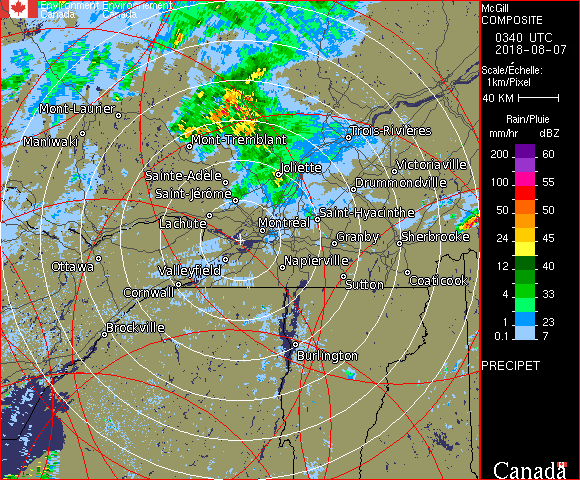 Environment Environnement
Canada Canada
McGill
COMPOSITE
0340 UTC
2018-08-07
Scale/Échelle:
1km/Pixel
40 KM
Rain/Pluie
mm/hr dBZ
200 60
100 55
50 50
24 45
12 40
4 33
1 23
0.1 7
PRECIPET
Canada
Mont-Laurier
Maniwaki
Mont-Tremblant
Trois-Rivières
Sainte-Adèle
Joliette
Victoriaville
Saint-Jérôme
Drummondville
Lachute
Montréal
Saint-Hyacinthe
Granby
Sherbrooke
Ottawa
Valleyfield
Napierville
Cornwall
Sutton
Coaticook
Brockville
Burlington